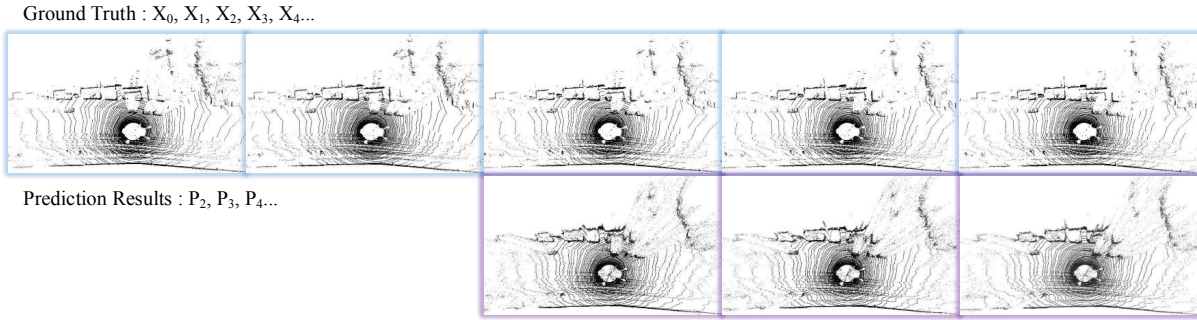 Ground Truth : X₀, X₁, X₂, X₃, X₄...
Prediction Results : P₂, P₃, P₄...